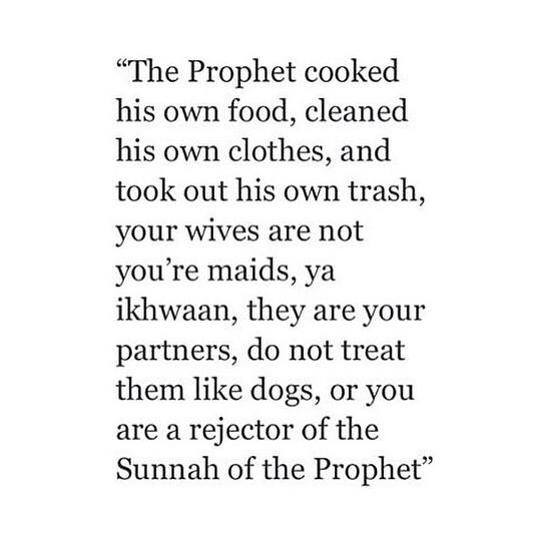 “The Prophet cooked
his own food, cleaned
his own clothes, and
took out his own trash,
your wives are not
you’re maids, ya
ikhwaan, they are your
partners, do not treat
them like dogs, or you
are a rejector of the
Sunnah of the Prophet”